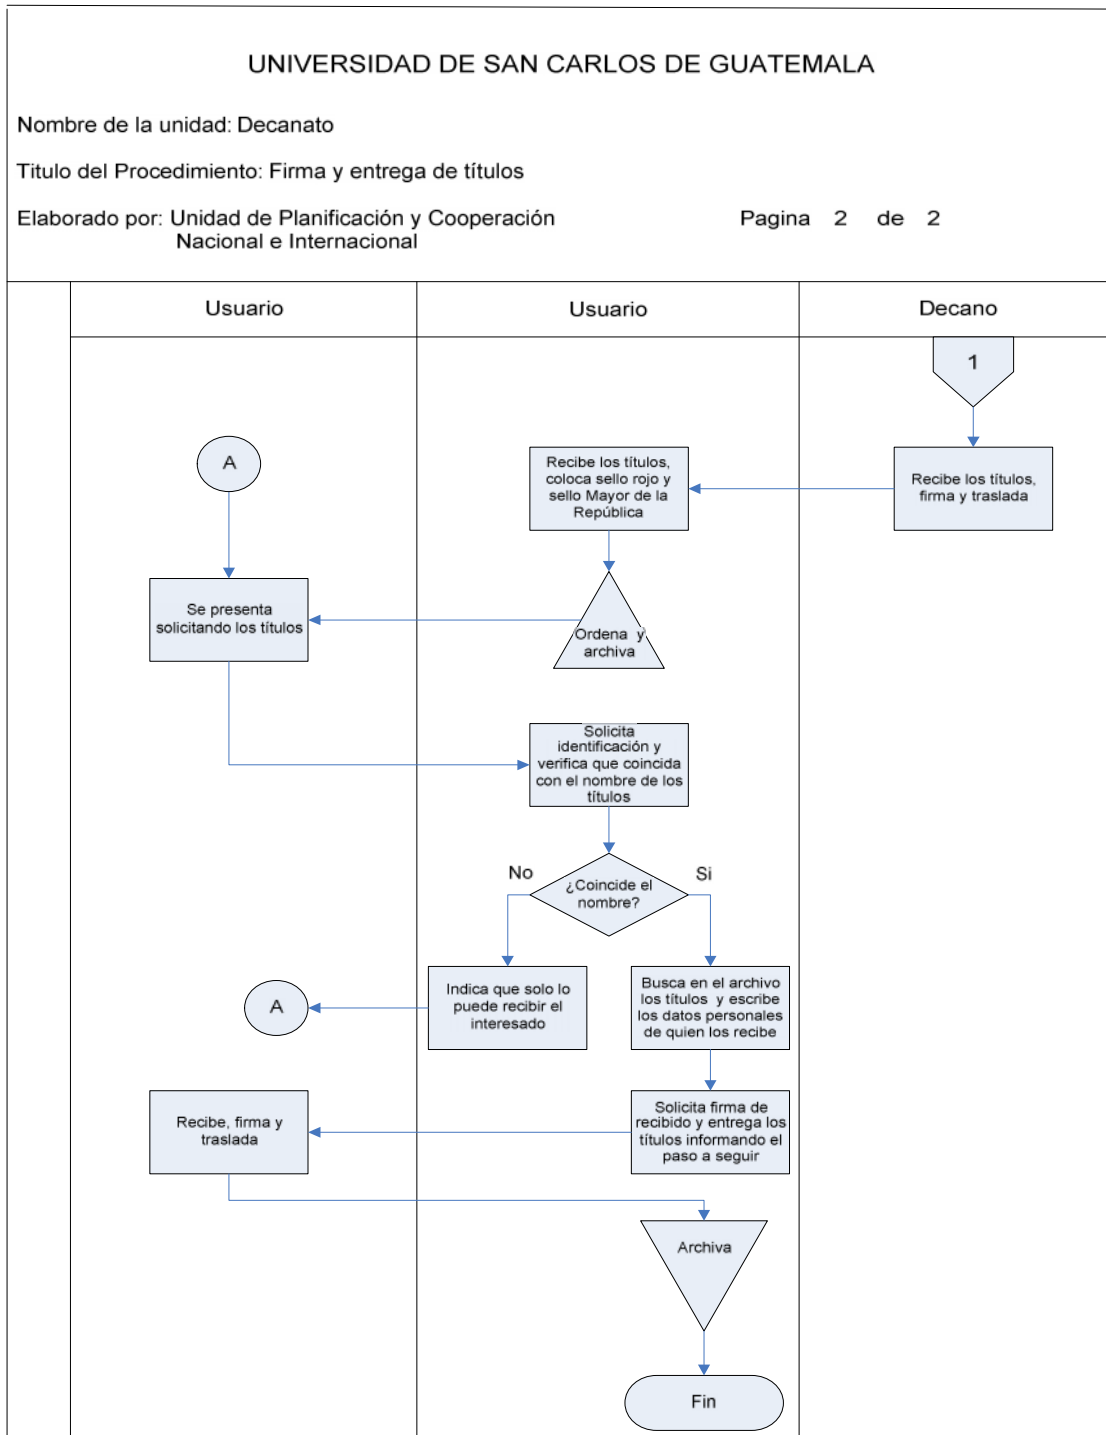 UNIVERSIDAD DE SAN CARLOS DE GUATEMALA
Nombre de la unidad: Decanato
Titulo del Procedimiento: Firma y entrega de títulos
Elaborado por: Unidad de Planificación y Cooperación
Nacional e Internacional
Pagina 2 de 2
Usuario
Usuario
Decano
1
A
Recibe los títulos,
coloca sello rojo y
sello Mayor de la
República
Recibe los títulos,
firma y traslada
Se presenta
solicitando los títulos
Ordena y
archiva
Solicita
identificación y
verifica que coincida
con el nombre de los
títulos
No
¿Coincide el
nombre?
Si
A
Indica que solo lo
puede recibir el
interesado
Busca en el archivo
los títulos y escribe
los datos personales
de quien los recibe
Recibe, firma y
traslada
Solicita firma de
recibido y entrega los
títulos informando el
paso a seguir
Archiva
Fin